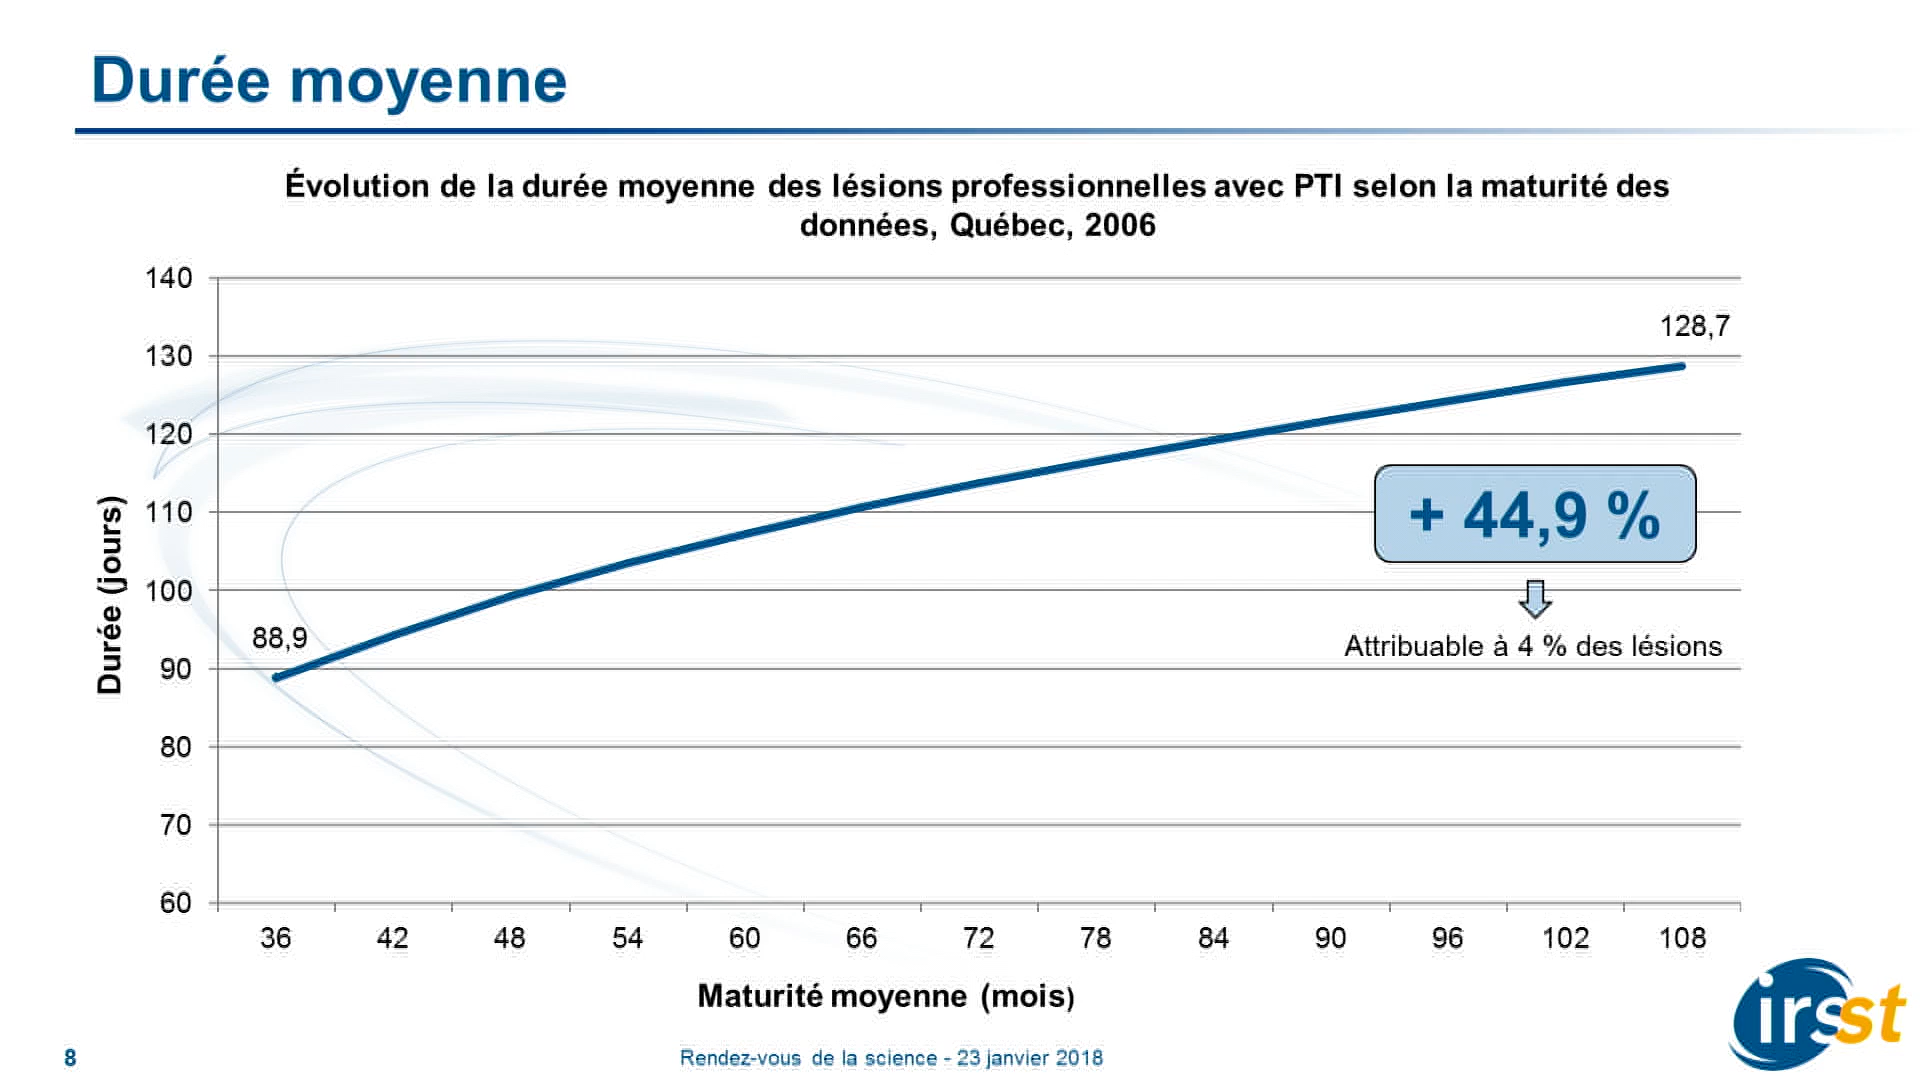 Durée moyenne
Évolution de la durée moyenne des lésions professionnelles avec PTI selon la maturité des
données, Québec, 2006
140
130
120
110
100
90
80
70
60
Durée (jours)
88,9
128,7
+ 44,9 %
Attribuable à 4 % des lésions
36 42 48 54 60 66 72 78 84 90 96 102 108
Maturité moyenne (mois)
irsst
8
Rendez-vous de la science - 23 janvier 2018